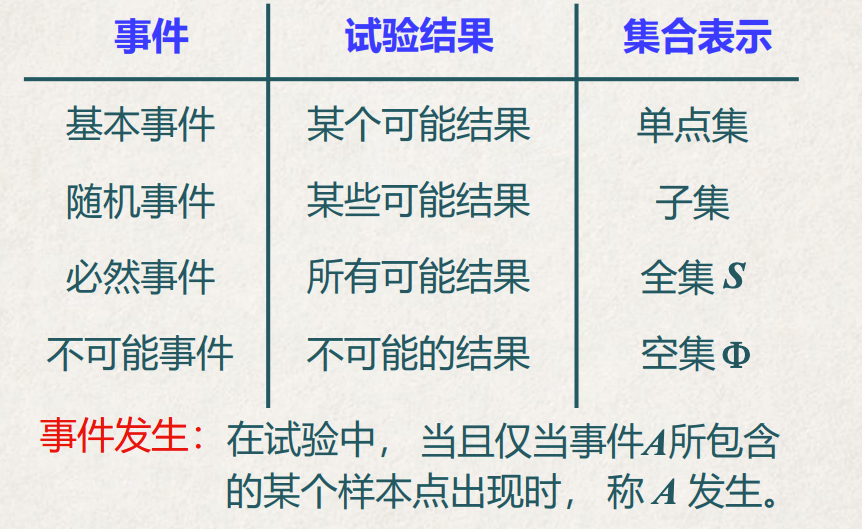 事件 试验结果 集合表示
基本事件 某个可能结果 单点集
随机事件 某些可能结果 子集
必然事件 所有可能结果 全集 S
不可能事件 不可能的结果 空集 Φ
事件发生：在试验中， 当且仅当事件A所包含
的某个样本点出现时， 称 A 发生。